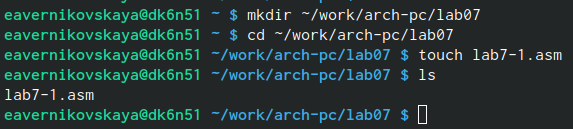 eavernikovskaya@dk6n51 ~ $ mkdir ~/work/arch-pc/lab07
eavernikovskaya@dk6n51 ~ $ cd ~/work/arch-pc/lab07
eavernikovskaya@dk6n51 ~/work/arch-pc/lab07 $ touch lab7-1.asm
eavernikovskaya@dk6n51 ~/work/arch-pc/lab07 $ ls
lab7-1.asm
eavernikovskaya@dk6n51 ~/work/arch-pc/lab07 $